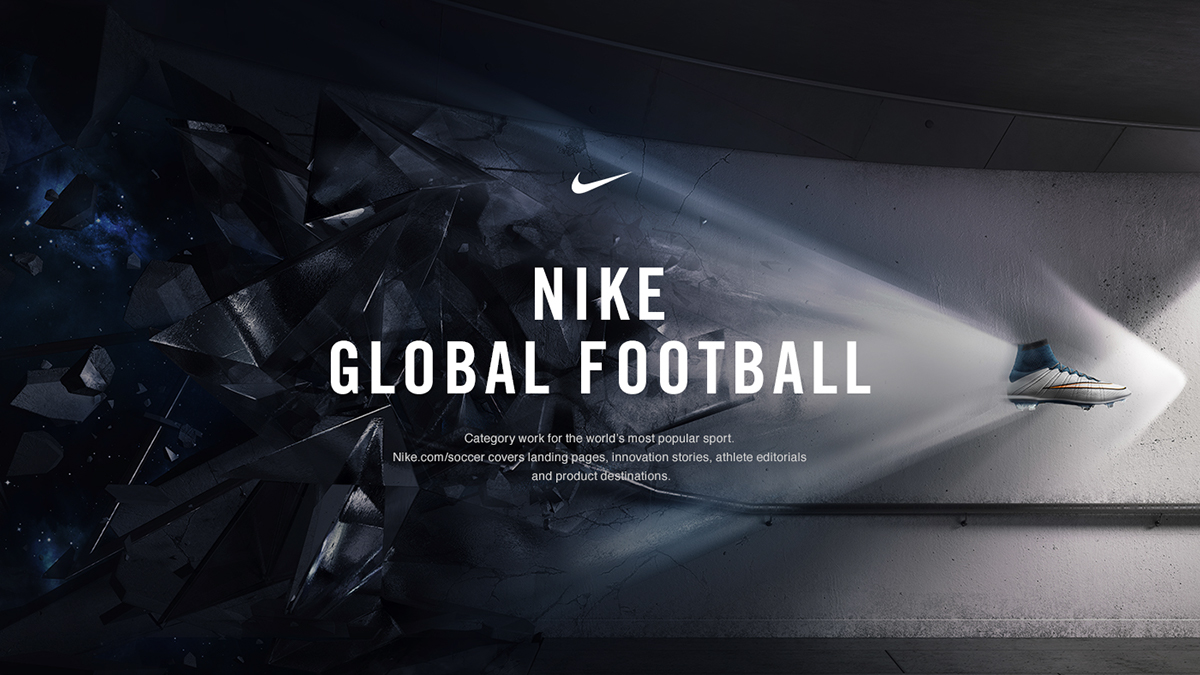 NIKE
GLOBAL FOOTBALL
Category work for the world's most popular sport.
Nike.com/soccer covers landing pages, innovation stories, athlete editorials
and product destinations.